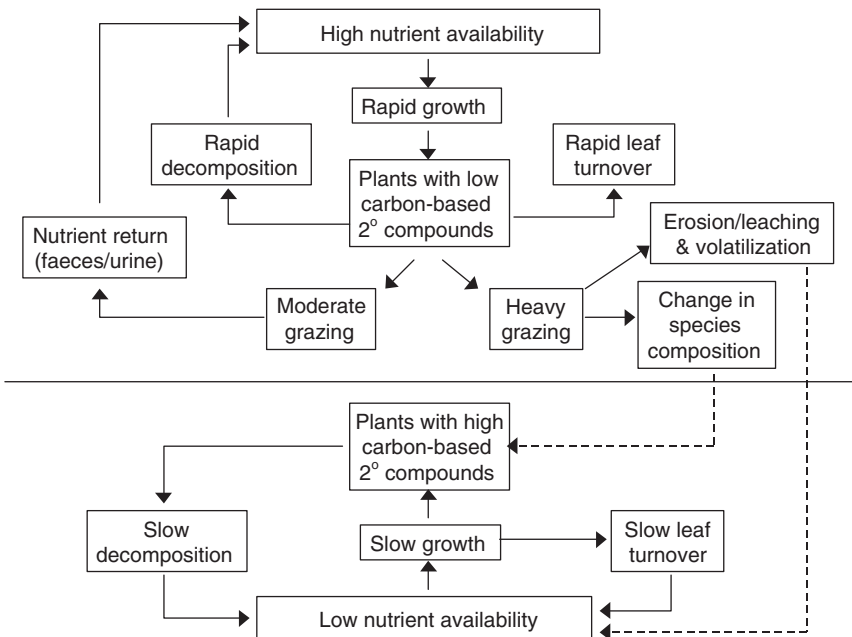 High nutrient availability
Rapid growth
Rapid
decomposition
Rapid leaf
turnover
Plants with low
carbon-based
2° compounds
Nutrient return
(faeces/urine)
Erosion/leaching
& volatilization
Moderate
grazing
Heavy
grazing
Change in
species
composition
Plants with high
carbon-based
2° compounds
Slow
decomposition
Slow growth
Slow leaf
turnover
Low nutrient availability